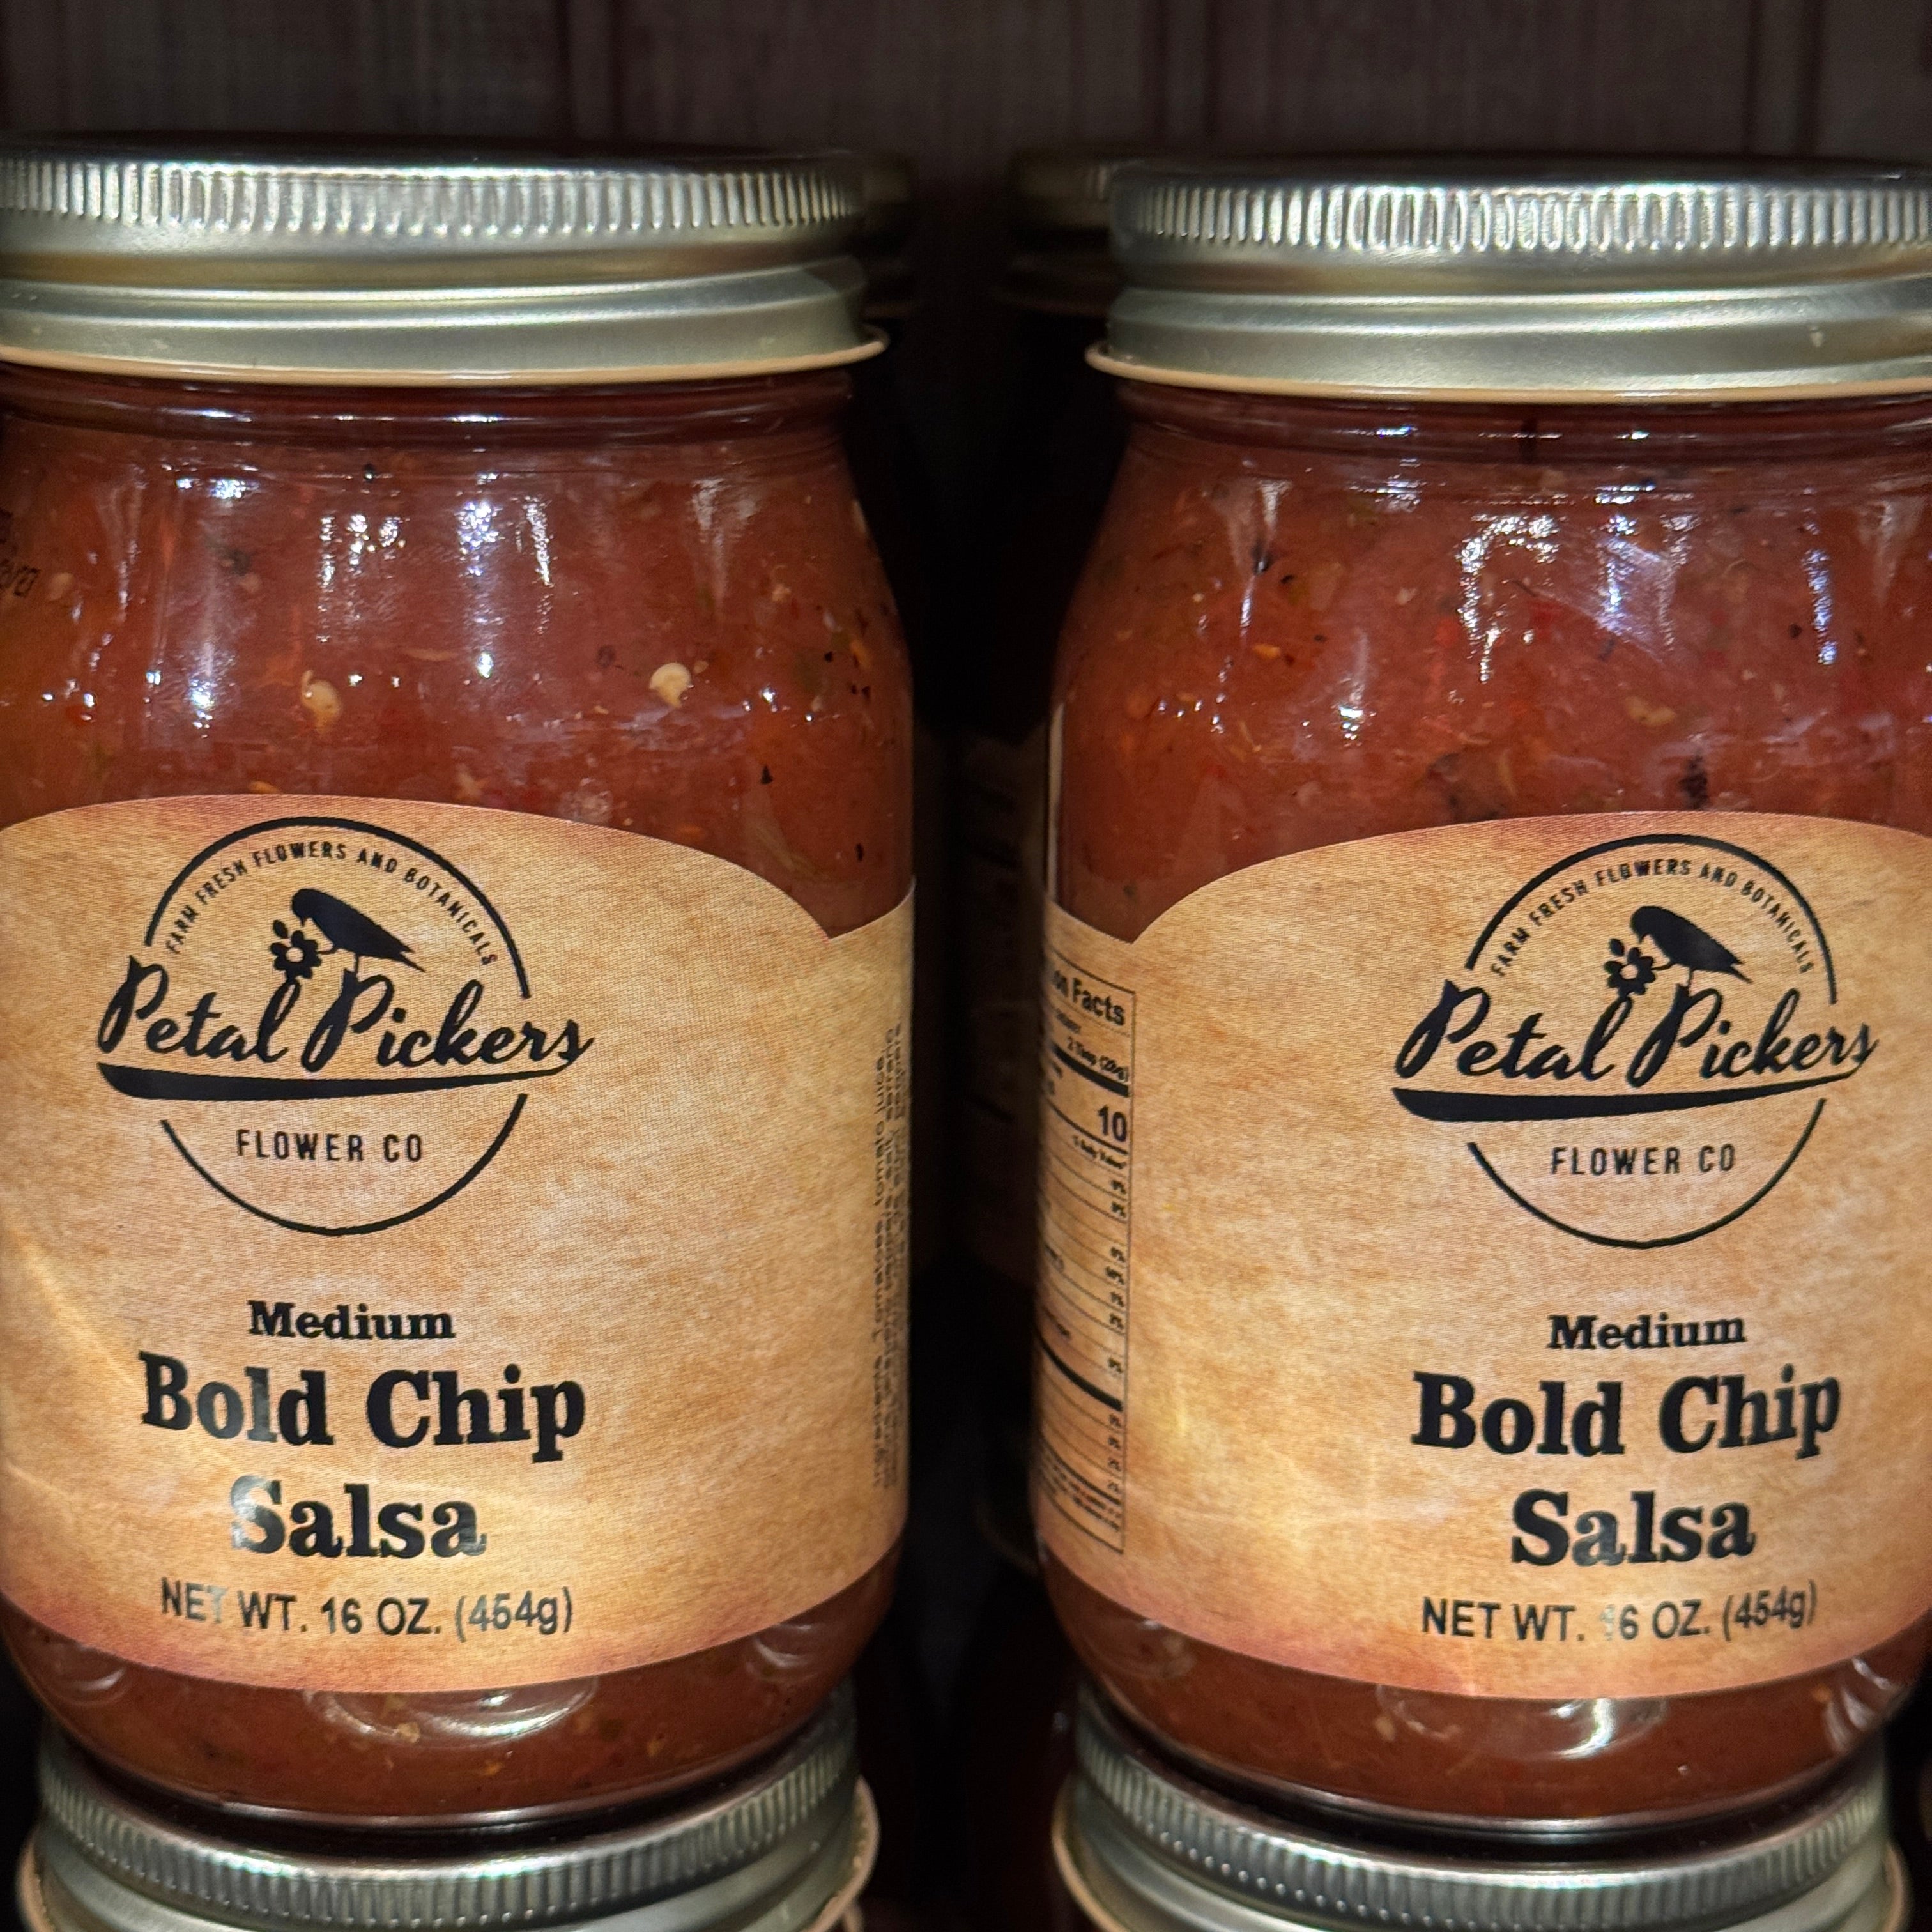 FARM FRESH FLOWERS AND BOTANICALS
Petal Pickers
FLOWER CO
Medium
Bold Chip
Salsa
NET WT. 16 OZ. (454g)
FARM FRESH FLOWERS AND BOTANICALS
Petal Pickers
FLOWER CO
Medium
Bold Chip
Salsa
NET WT. 16 OZ. (454g)
Facts
10